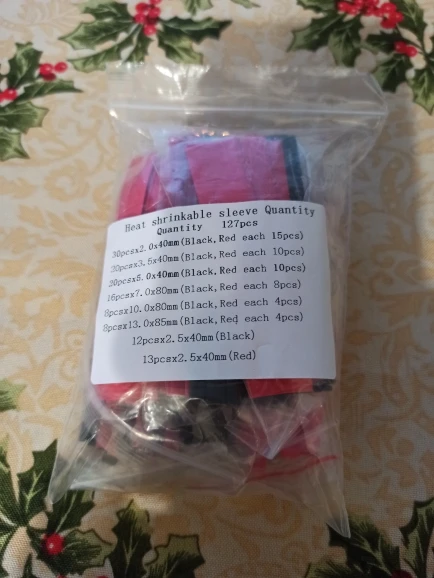 Heat shrinkable sleeve Quantity
Quantity 127pcs
30pcsx2.0x40mm(Black,Red each 15pcs)
20pcsx3.5x40mm(Black,Red each 10pcs)
20pcsx5.0x40mm(Black,Red each 10pcs)
16pcsx7.0x80mm(Black,Red each 8pcs)
8pcsx10.0x80mm(Black,Red each 4pcs)
8pcsx13.0x85mm(Black,Red each 4pcs)
12pcsx2.5x40mm(Black)
13pcsx2.5x40mm(Red)